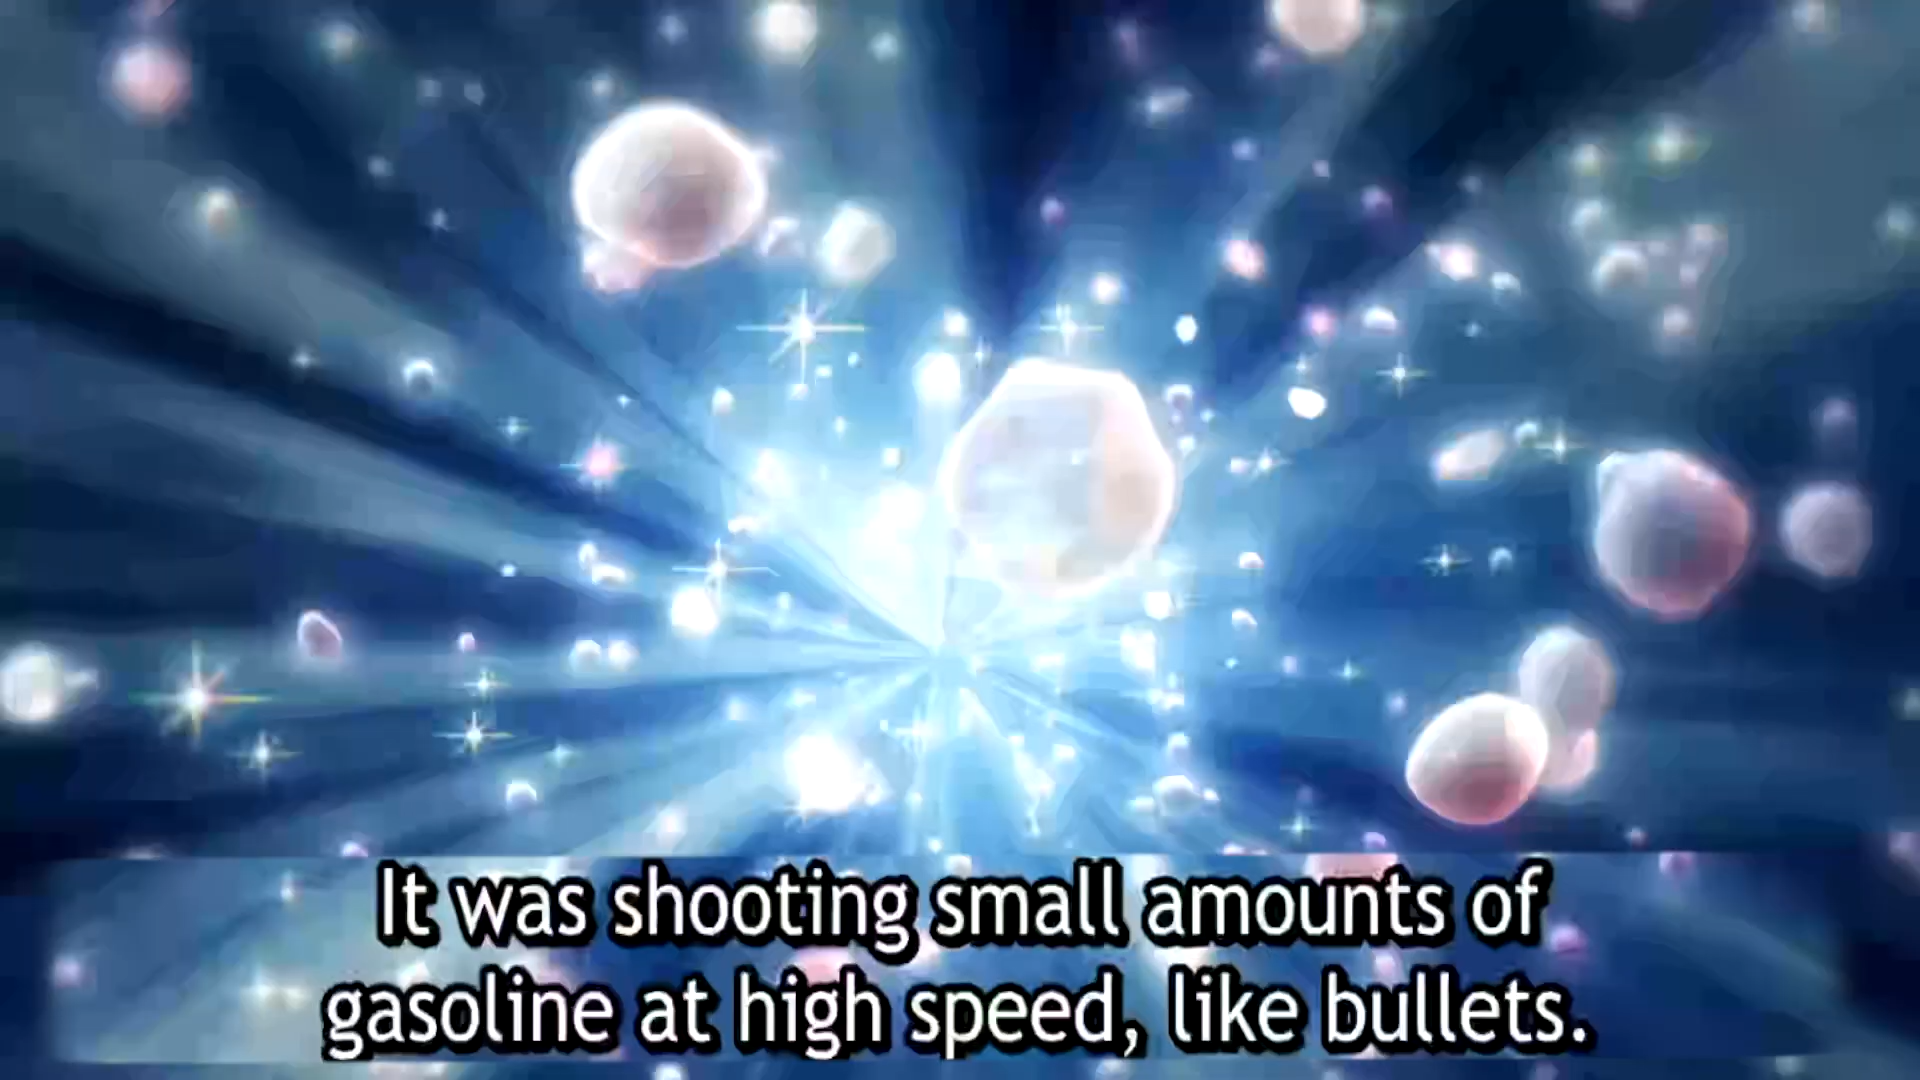 It was shooting small amounts of
gasoline at high speed, like bullets.